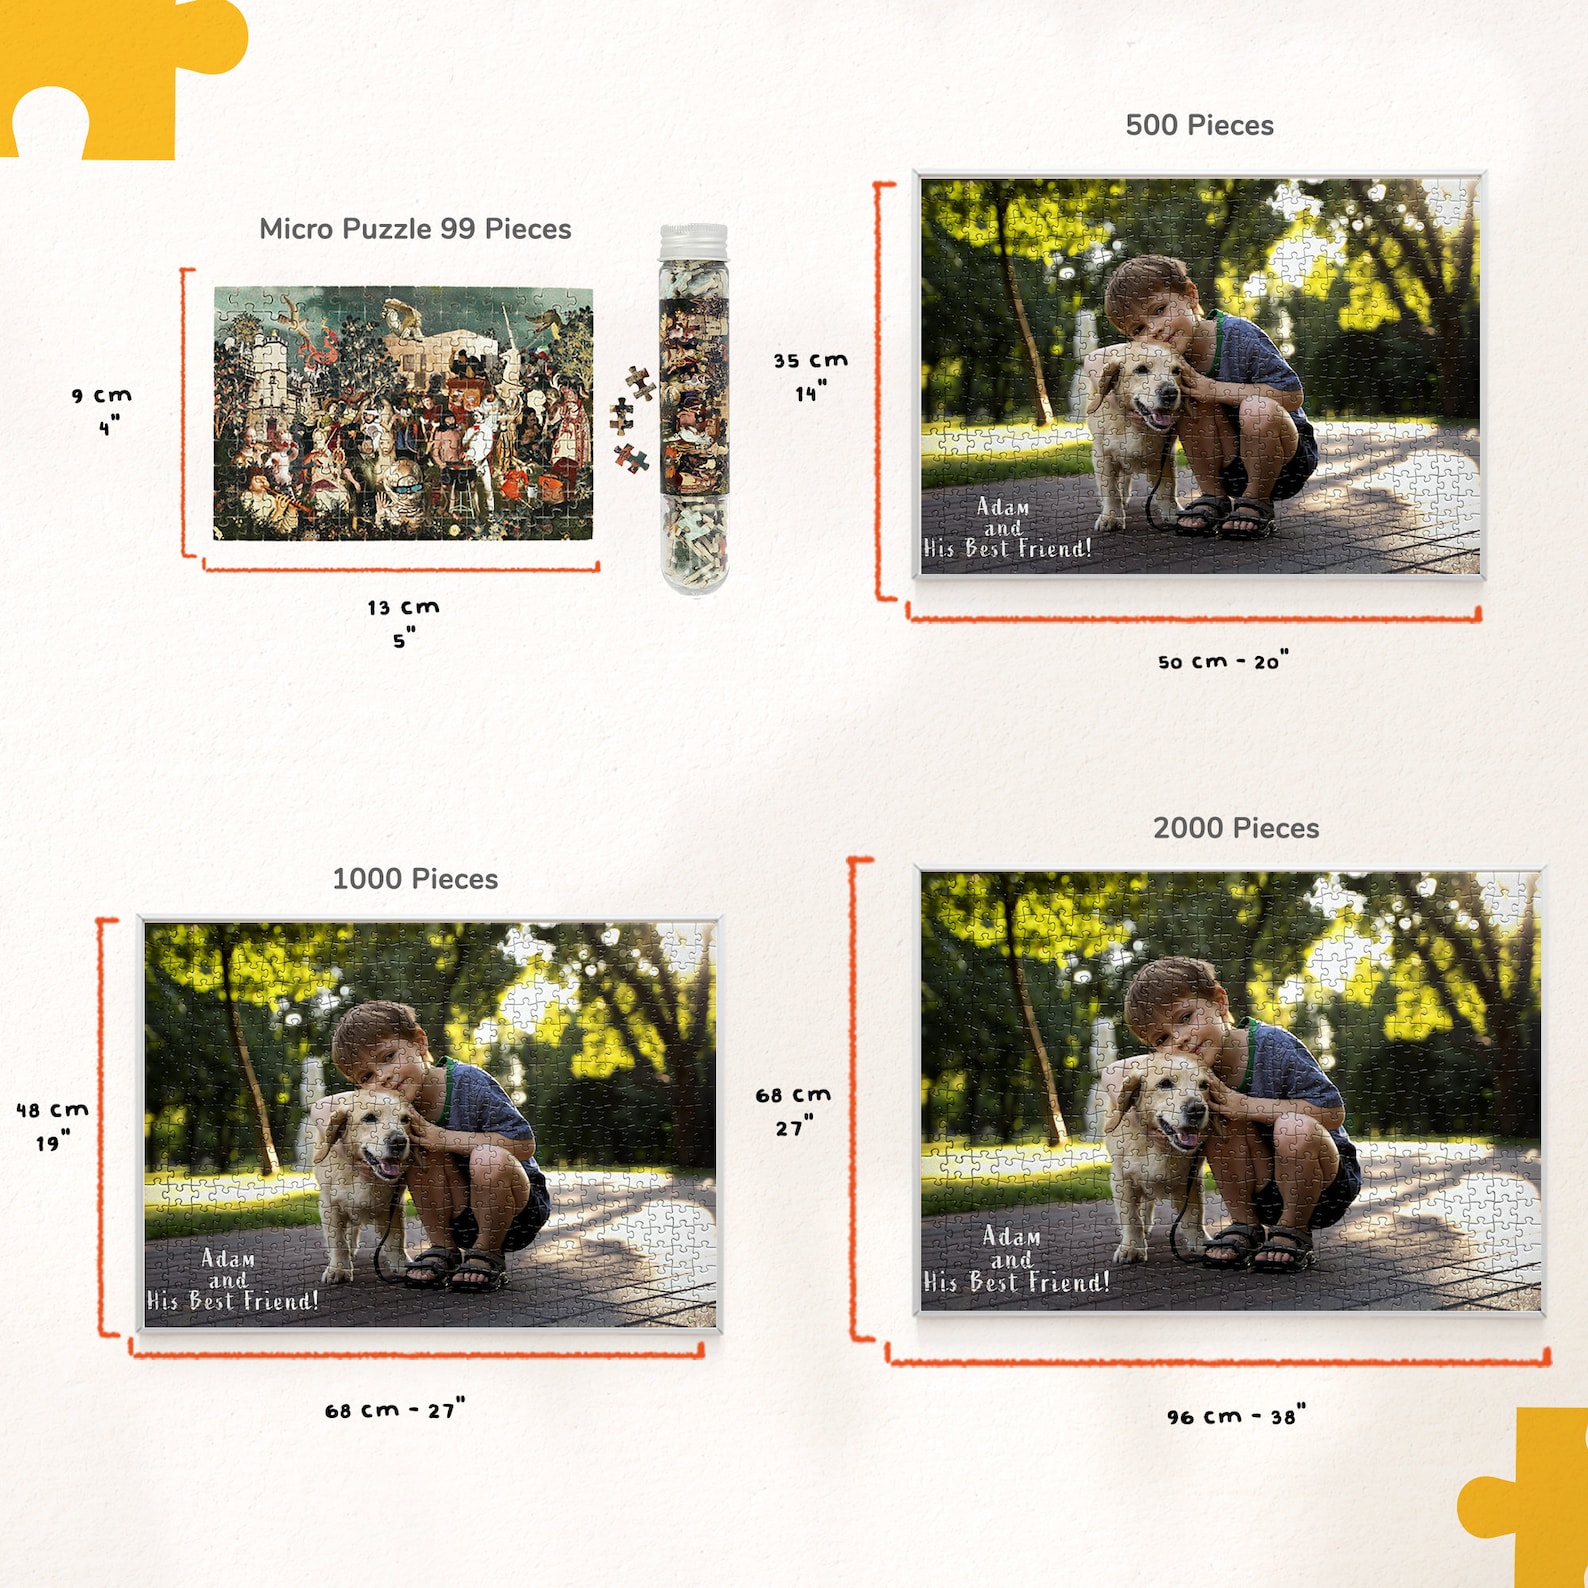 500 Pieces
Micro Puzzle 99 Pieces
35 cm
14"
9 cm
4"
Adam
and
His Best Friend!
13 cm
5"
50 cm - 20"
2000 Pieces
1000 Pieces
48 cm
19"
68 cm
27"
Adam
and
His Best Friend!
Adam
and
His Best Friend!
68 cm - 27"
96 cm - 38"